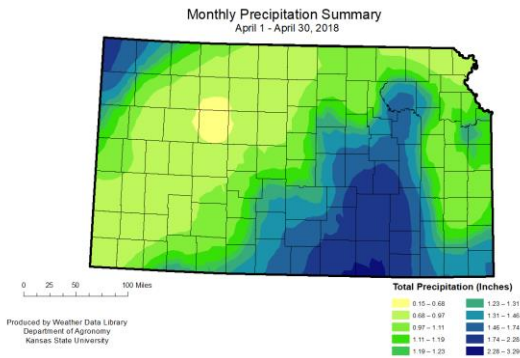 Monthly Precipitation Summary
April 1 - April 30, 2018
0 25 50 100 Miles
Produced by Weather Data Library
Department of Agronomy
Kansas State University
Total Precipitation (Inches)
0.15 – 0.68
0.68 – 0.97
0.97 – 1.11
1.11 – 1.19
1.19 – 1.23
1.23 – 1.31
1.31 – 1.46
1.46 – 1.74
1.74 – 2.28
2.28 – 3.29